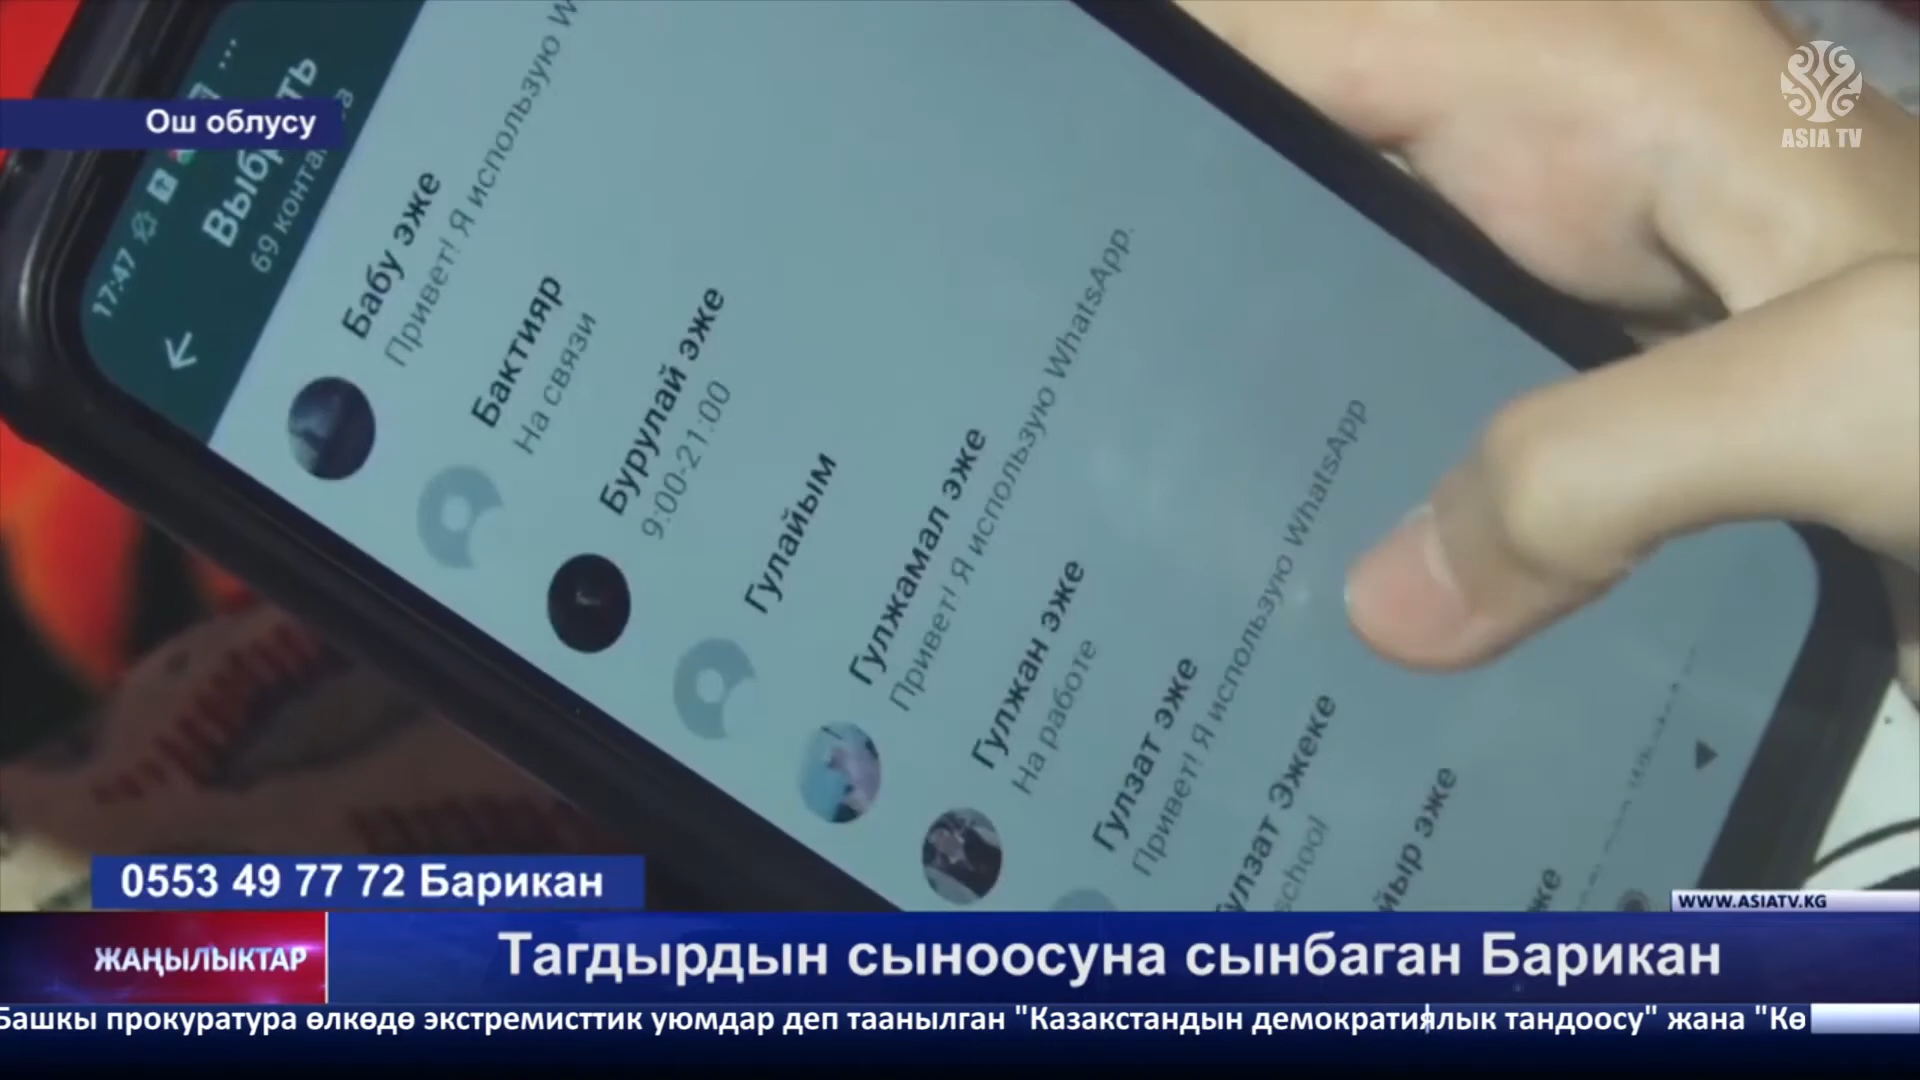 ASIA TV
Ош облусу
17:47
69
Бабу эже
Привет! Я использую
Бактияр
На связи
Бурулай эже
9:00-21:00
Гулайым
Гулжамал эже
Привет! Я использую WhatsApp.
Гулжан эже
На работе
Гулзат эже
Привет! Я использую WhatsApp
Эжеке
school
эже
0553 49 77 72 Барикан
WWW.ASIATV.KG
ЖАҢЫЛЫКТАР
Тагдырдын сыноосуна сынбаган Барикан
Башкы прокуратура өлкөдө экстремисттик уюмдар деп таанылган "Казакстандын демократиялык тандоосу" жана "Кө